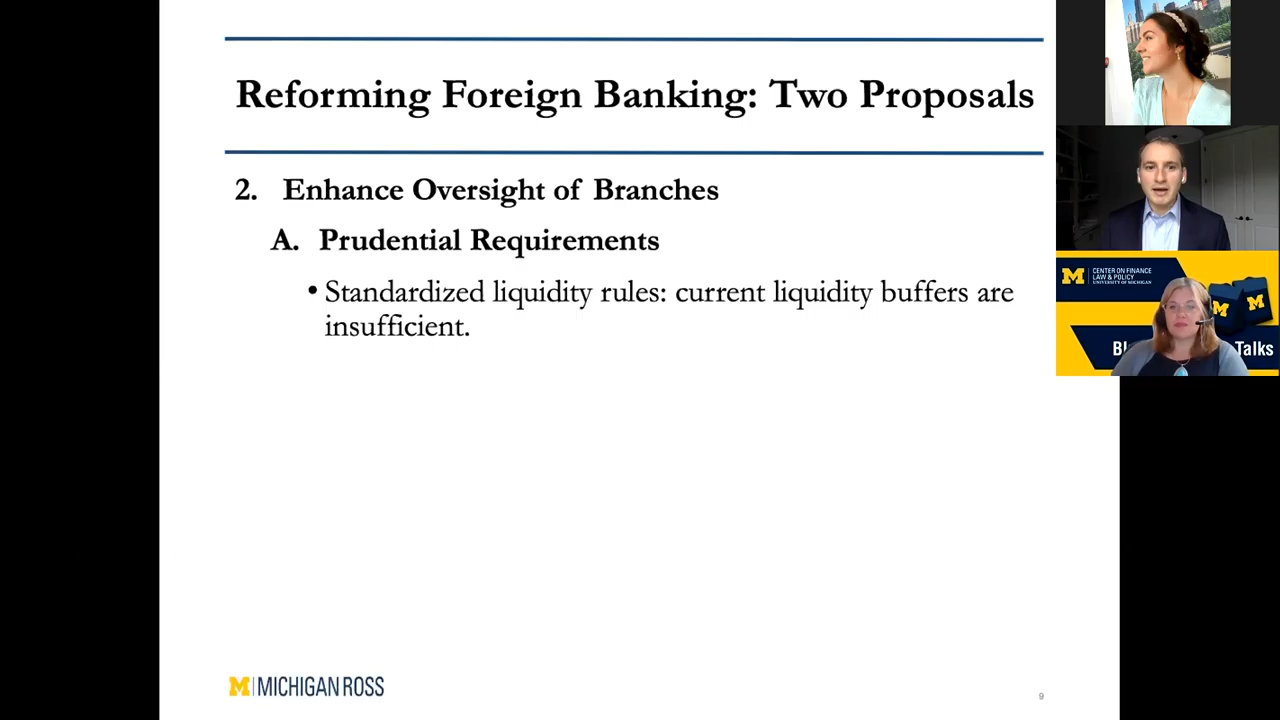 Reforming Foreign Banking: Two Proposals
2. Enhance Oversight of Branches
A. Prudential Requirements
• Standardized liquidity rules: current liquidity buffers are
insufficient.
M | MICHIGAN ROSS
9
M CENTER ON FINANCE
LAW & POLICY
UNIVERSITY OF MICHIGAN
M
M
Talks